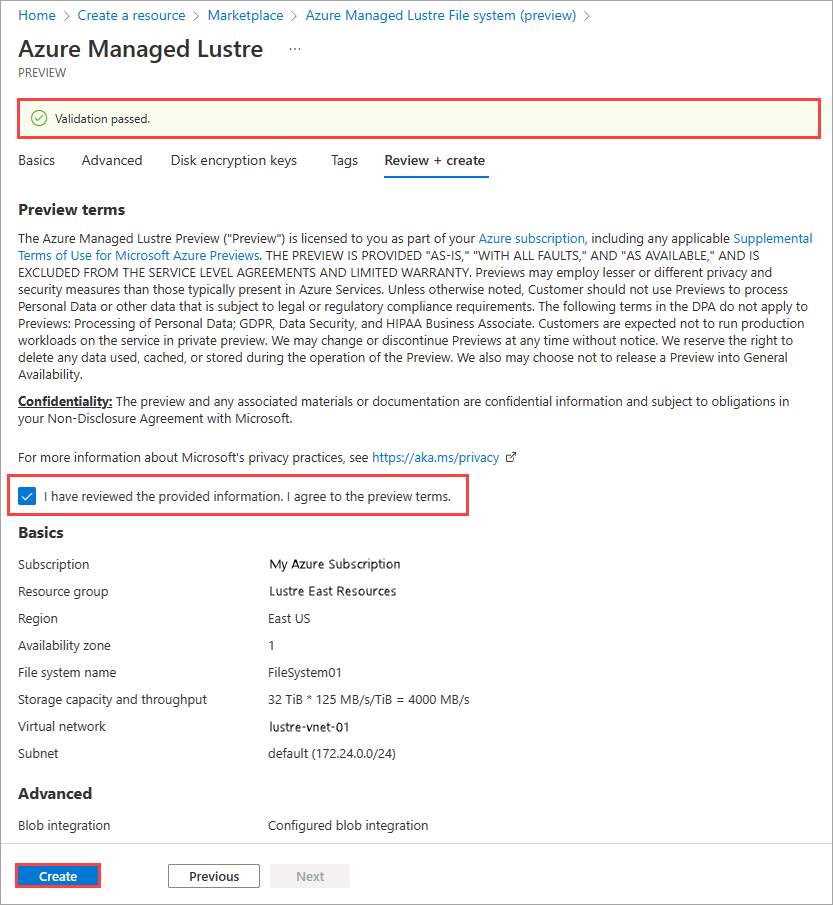 Home > Create a resource > Marketplace > Azure Managed Lustre File system (preview) >
Azure Managed Lustre ...
PREVIEW
Validation passed.
Basics Advanced Disk encryption keys Tags Review + create
Preview terms
The Azure Managed Lustre Preview ("Preview") is licensed to you as part of your Azure subscription, including any applicable Supplemental
Terms of Use for Microsoft Azure Previews. THE PREVIEW IS PROVIDED "AS-IS," "WITH ALL FAULTS," AND "AS AVAILABLE," AND IS
EXCLUDED FROM THE SERVICE LEVEL AGREEMENTS AND LIMITED WARRANTY. Previews may employ lesser or different privacy and
security measures than those typically present in Azure Services. Unless otherwise noted, Customer should not use Previews to process
Personal Data or other data that is subject to legal or regulatory compliance requirements. The following terms in the DPA do not apply to
Previews: Processing of Personal Data; GDPR, Data Security, and HIPAA Business Associate. Customers are expected not to run production
workloads on the service in private preview. We may change or discontinue Previews at any time without notice. We reserve the right to
delete any data used, cached, or stored during the operation of the Preview. We also may choose not to release a Preview into General
Availability.
Confidentiality: The preview and any associated materials or documentation are confidential information and subject to obligations in
your Non-Disclosure Agreement with Microsoft.
For more information about Microsoft's privacy practices, see https://aka.ms/privacy
I have reviewed the provided information. I agree to the preview terms.
Basics
Subscription My Azure Subscription
Resource group Lustre East Resources
Region East US
Availability zone 1
File system name FileSystem01
Storage capacity and throughput 32 TiB * 125 MB/s/TiB = 4000 MB/s
Virtual network lustre-vnet-01
Subnet default (172.24.0.0/24)
Advanced
Blob integration Configured blob integration
Create Previous Next